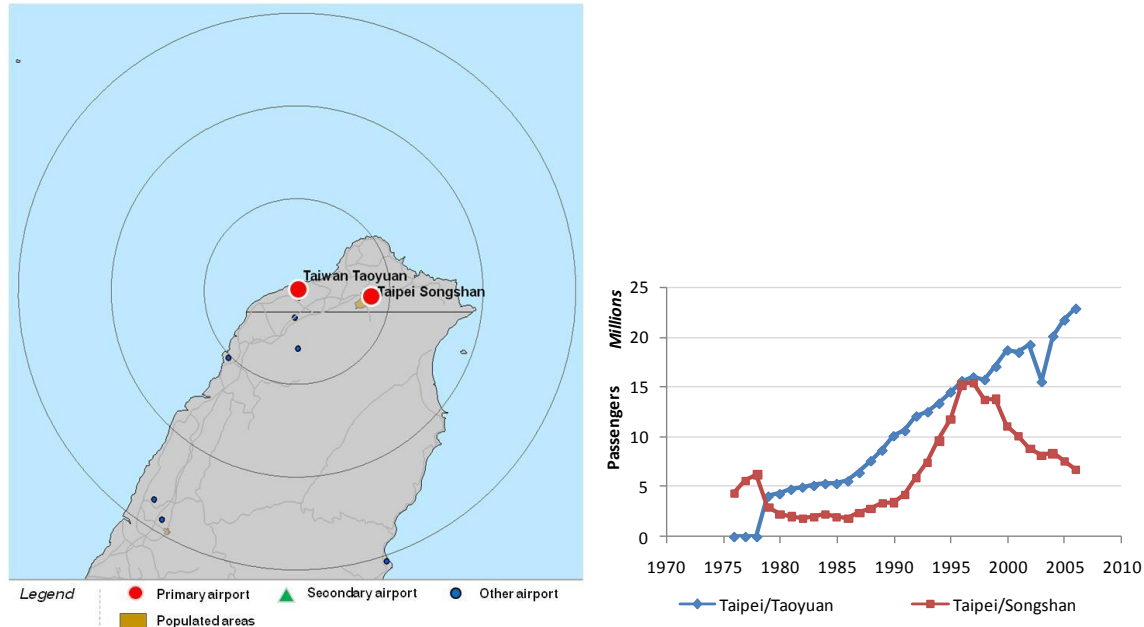 Taiwan Taoyuan
Taipei Songshan
Legend
Primary airport
Secondary airport
Other airport
Populated areas
Millions
Passengers
25
20
15
10
5
0
1970 1975 1980 1985 1990 1995 2000 2005 2010
Taipei/Taoyuan
Taipei/Songshan